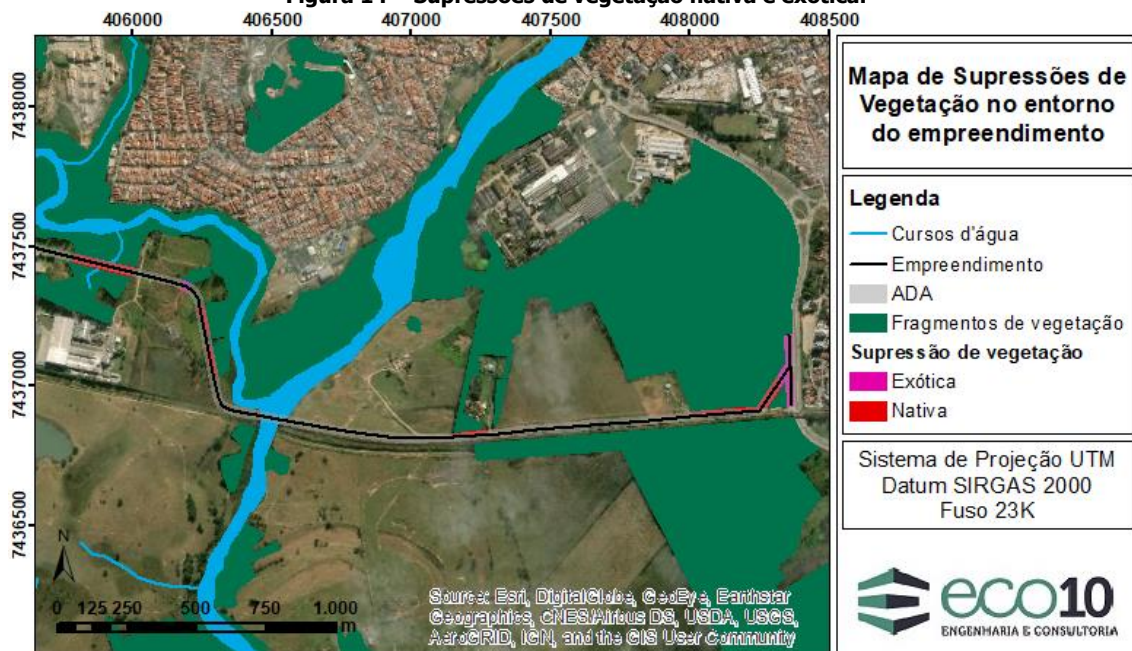 Figura 14 - Supressões de vegetação nativa e exótica.
406000 406500 407000 407500 408000 408500
7438000
7437500
7437000
7436500
N
0 125 250 500 750 1.000
m
Source: Esri, DigitalGlobe, GeoEye, Earthstar
Geographics, CNES/Airbus DS, USDA, USGS,
AeroGRID, IGN, and the GIS User Community
Mapa de Supressões de
Vegetação no entorno
do empreendimento
Legenda
Cursos d'água
Empreendimento
ADA
Fragmentos de vegetação
Supressão de vegetação
Exótica
Nativa
Sistema de Projeção UTM
Datum SIRGAS 2000
Fuso 23K
eco10
ENGENHARIA E CONSULTORIA